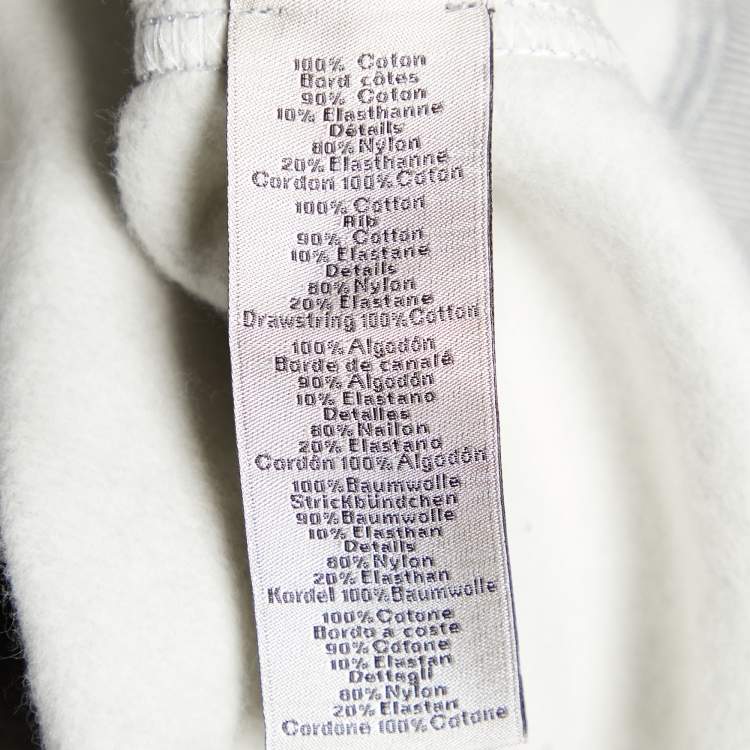 100% Coton
Bord côtes
90% Coton
10% Elasthanne
Détails
80% Nylon
20% Elasthanne
Cordon 100% Coton
100% Cotton
Rib
90% Cotton
10% Elastane
Details
80% Nylon
20% Elastane
Drawstring 100% Cotton
100% Algodón
Borde de canalé
90% Algodón
10% Elastano
Detalles
80% Nailon
20% Elastano
Cordón 100% Algodón
100% Baumwolle
Strickbündchen
90% Baumwolle
10% Elasthan
Details
80% Nylon
20% Elasthan
Kordel 100% Baumwolle
100% Cotone
Bordo a coste
90% Cotone
10% Elastan
Dettagli
80% Nylon
20% Elastan
Cordone 100% Cotone